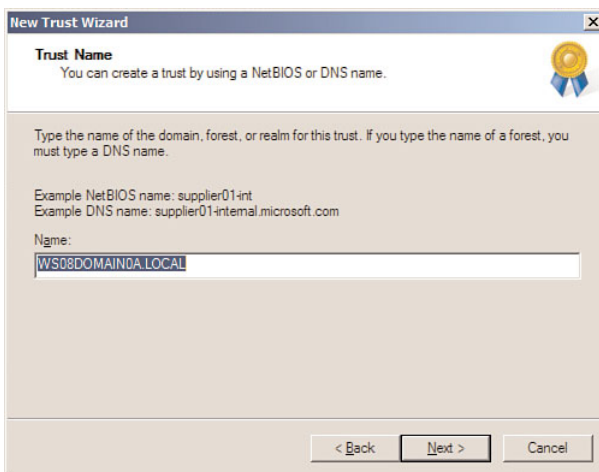 New Trust Wizard
Trust Name
You can create a trust by using a NetBIOS or DNS name.
Type the name of the domain, forest, or realm for this trust. If you type the name of a forest, you
must type a DNS name.
Example NetBIOS name: supplier01-int
Example DNS name: supplier01-internal.microsoft.com
Name:
WS08DOMAIN0A.LOCAL
< Back
Next >
Cancel